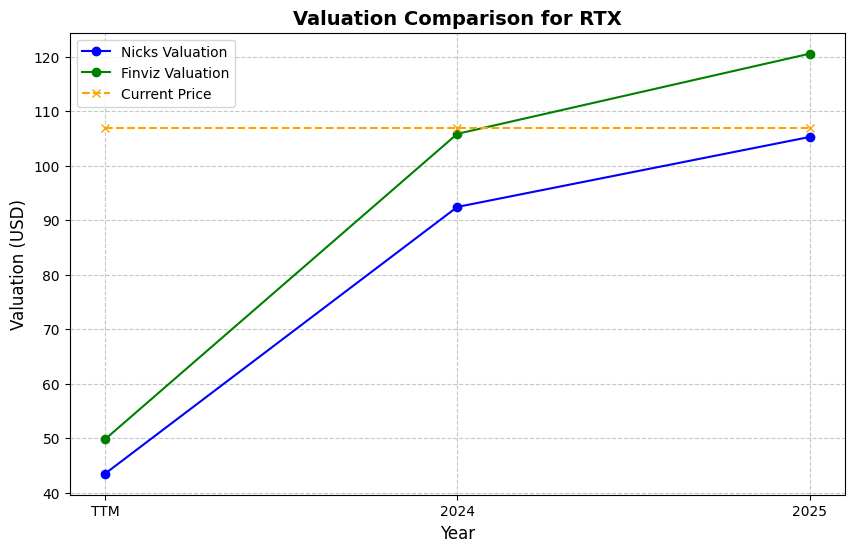 Valuation Comparison for RTX
Nicks Valuation
Finviz Valuation
Current Price
Valuation (USD)
120
110
100
90
80
70
60
50
40
TTM
2024
2025
Year